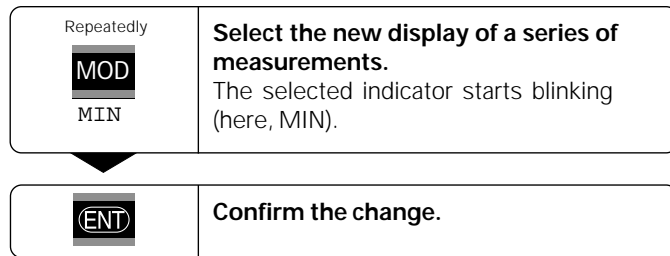 Repeatedly
MOD
MIN
Select the new display of a series of
measurements.
The selected indicator starts blinking
(here, MIN).
ENT
Confirm the change.